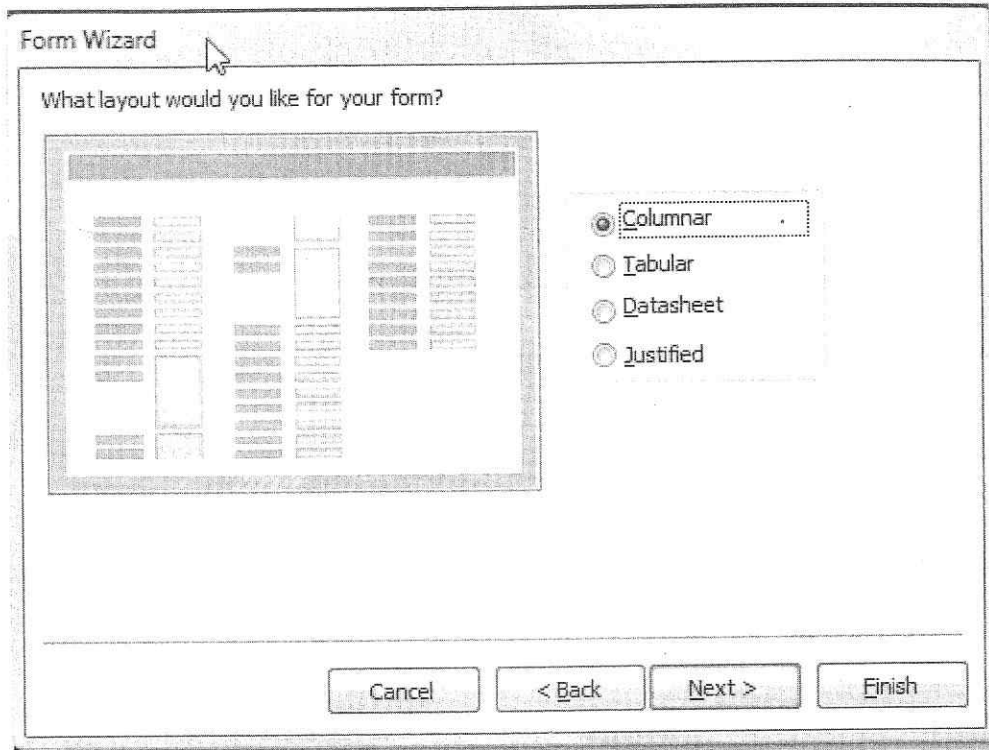 Form Wizard
What layout would you like for your form?
Columnar
Tabular
Datasheet
Justified
Cancel
< Back
Next >
Finish